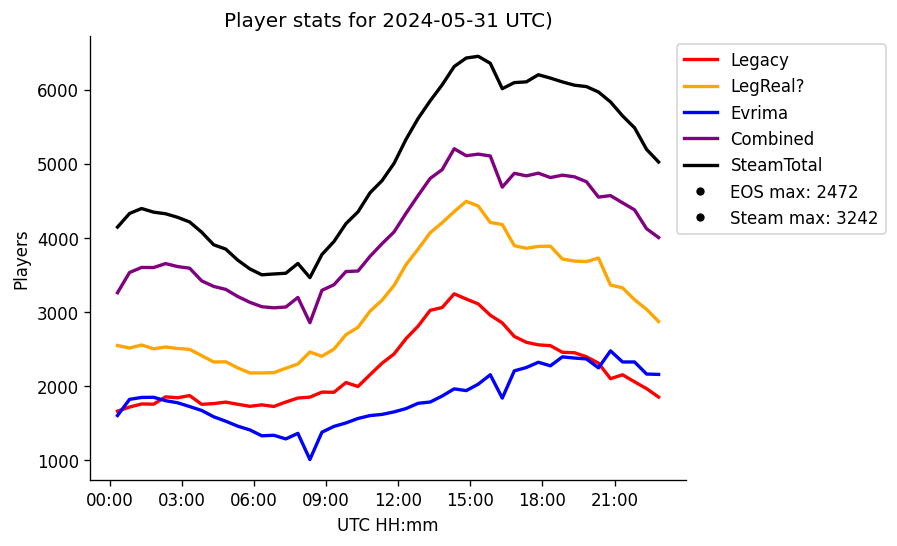 Player stats for 2024-05-31 UTC)
Players
6000
5000
4000
3000
2000
1000
00:00 03:00 06:00 09:00 12:00 15:00 18:00 21:00
UTC HH:mm
Legacy
LegReal?
Evrima
Combined
SteamTotal
EOS max: 2472
Steam max: 3242